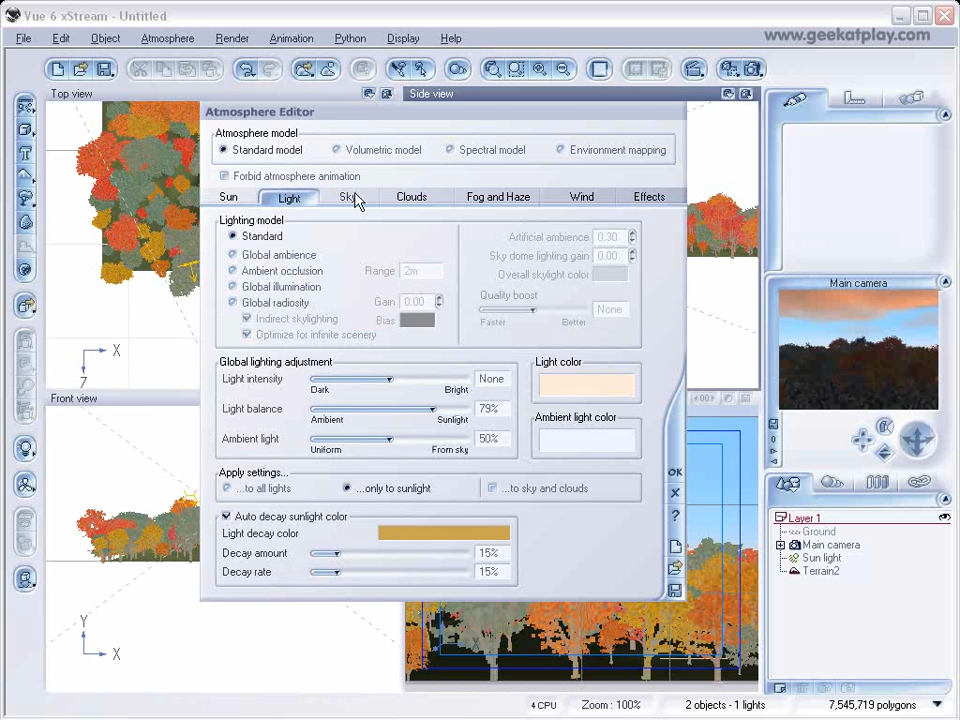 Vue 6 xStream - Untitled
File Edit Object Atmosphere Render Animation Python Display Help
www.geekatplay.com
Top view
Side view
Atmosphere Editor
Atmosphere model
Standard model Volumetric model Spectral model Environment mapping
Forbid atmosphere animation
Sun Light Sky Clouds Fog and Haze Wind Effects
Lighting model
Standard
Global ambience
Ambient occlusion Range 2m
Global illumination
Global radiosity Gain 0.00
Indirect skylighting Bias
Optimize for infinite scenery
Artificial ambience 0.30
Sky dome lighting gain 0.00
Overall skylight color
Quality boost
None
Faster Better
Global lighting adjustment
Light intensity None
Dark Bright
Light balance 79%
Ambient Sunlight
Ambient light 50%
Uniform From sky
Light color
Ambient light color
Apply settings...
...to all lights ...only to sunlight ...to sky and clouds
Auto decay sunlight color
Light decay color
Decay amount 15%
Decay rate 15%
OK
?
Main camera
X
Front view
Y
X
Layer 1
Ground
Main camera
Sun light
Terrain2
4 CPU Zoom : 100% 2 objects - 1 lights 7,545,719 polygons